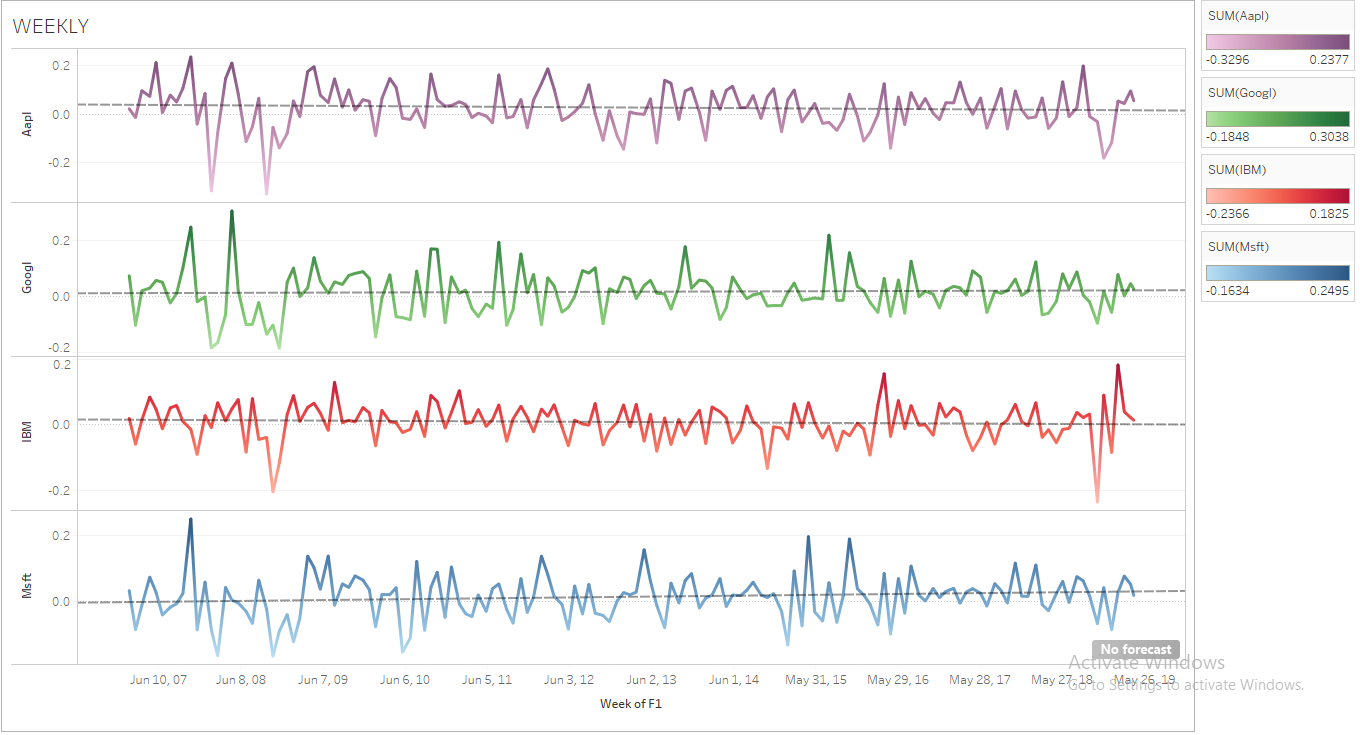 WEEKLY
0.2
0.0
-0.2
Aapl
0.2
0.0
-0.2
Googl
0.2
0.0
-0.2
IBM
0.2
0.0
Msft
No forecast
Jun 10, 07 Jun 8, 08 Jun 7, 09 Jun 6, 10 Jun 5, 11 Jun 3, 12 Jun 2, 13 Jun 1, 14 May 31, 15 May 29, 16 May 28, 17 May 27, 18 May 26, 19
Week of F1
SUM(Aapl)
-0.3296 0.2377
SUM(Googl)
-0.1848 0.3038
SUM(IBM)
-0.2366 0.1825
SUM(Msft)
-0.1634 0.2495
Activate Windows
Go to Settings to activate Windows.